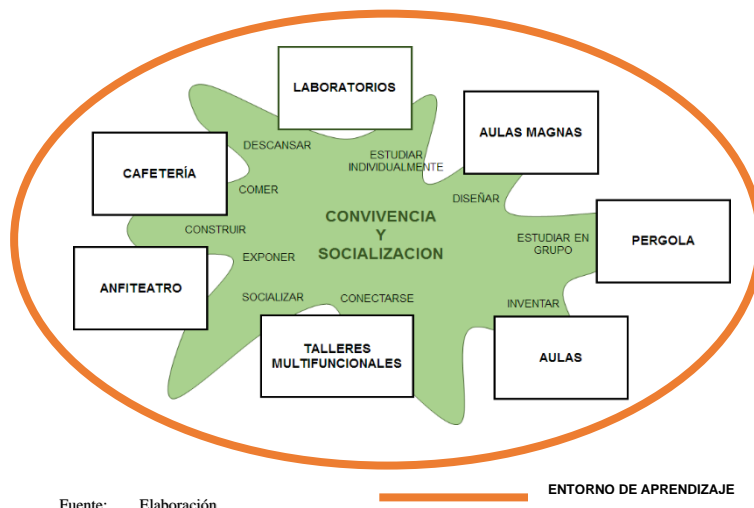 LABORATORIOS
AULAS MAGNAS
DESCANSAR
ESTUDIAR
INDIVIDUALMENTE
CAFETERÍA
COMER
DISEÑAR
CONVIVENCIA
Y
SOCIALIZACION
CONSTRUIR
ESTUDIAR EN
GRUPO
PERGOLA
EXPONER
ANFITEATRO
SOCIALIZAR
CONECTARSE
INVENTAR
TALLERES
MULTIFUNCIONALES
AULAS
ENTORNO DE APRENDIZAJE
Fuente: Elaboración